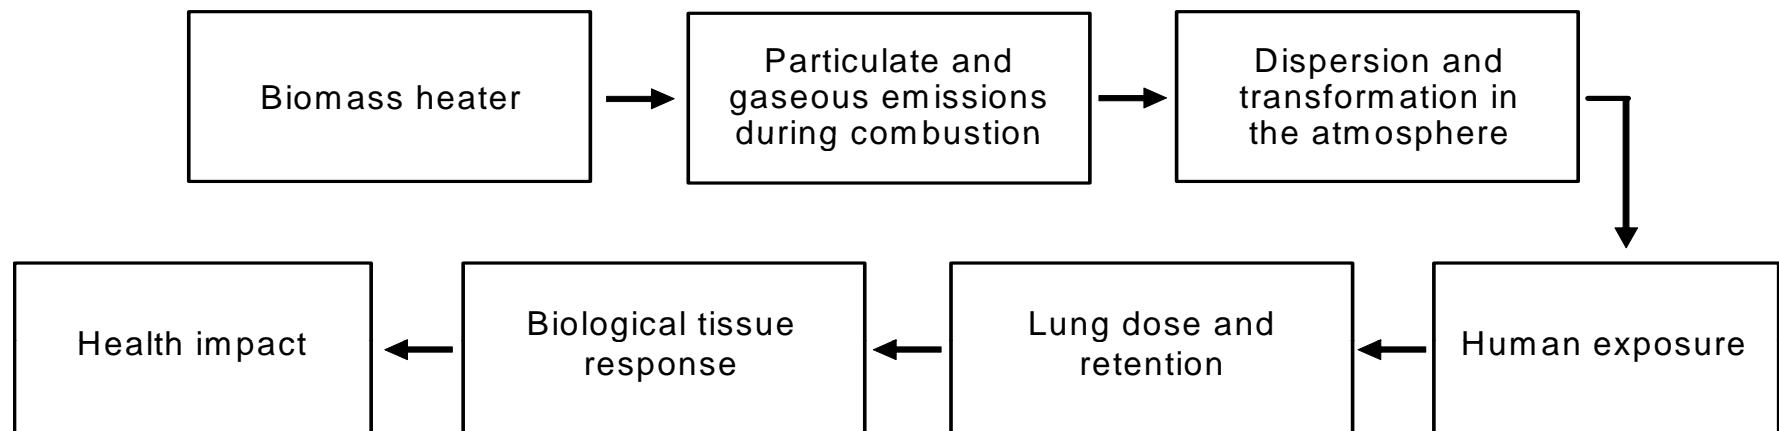 Biomass heater
Particulate and
gaseous emissions
during combustion
Dispersion and
transformation in
the atmosphere
Human exposure
Lung dose and
retention
Biological tissue
response
Health impact